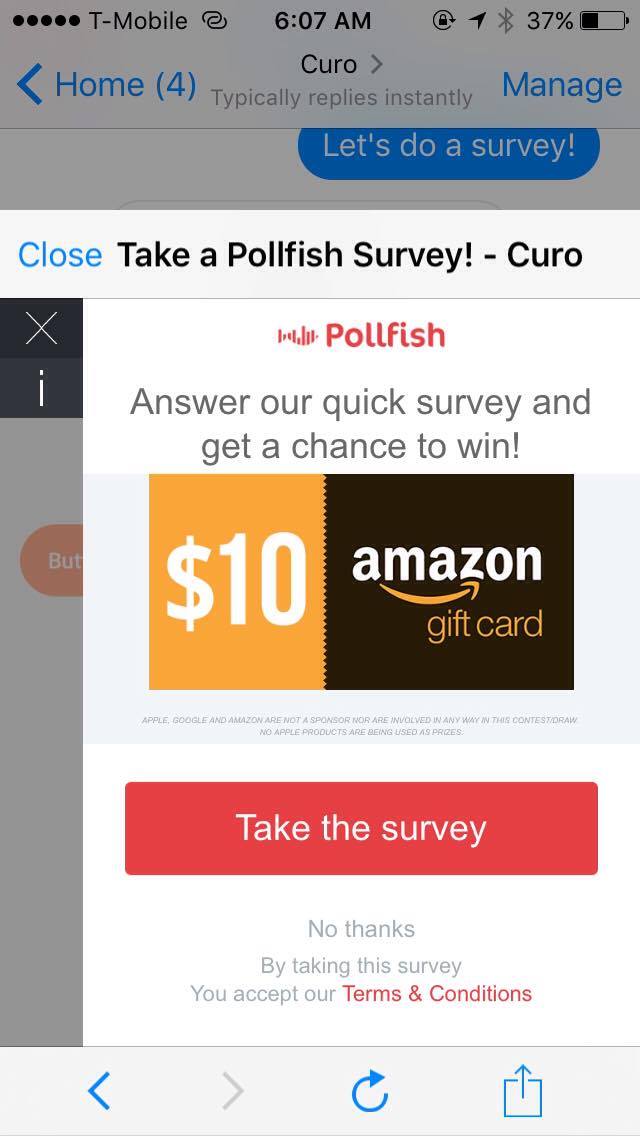 T-Mobile 6:07 AM 37%
Home (4) Curo Manage
Typically replies instantly
Let's do a survey!
Close Take a Pollfish Survey! - Curo
i
Pollfish
Answer our quick survey and
get a chance to win!
$10 amazon
gift card
But
APPLE, GOOGLE AND AMAZON ARE NOT A SPONSOR NOR ARE INVOLVED IN ANY WAY IN THIS CONTEST/DRAW.
NO APPLE PRODUCTS ARE BEING USED AS PRIZES.
Take the survey
No thanks
By taking this survey
You accept our Terms & Conditions